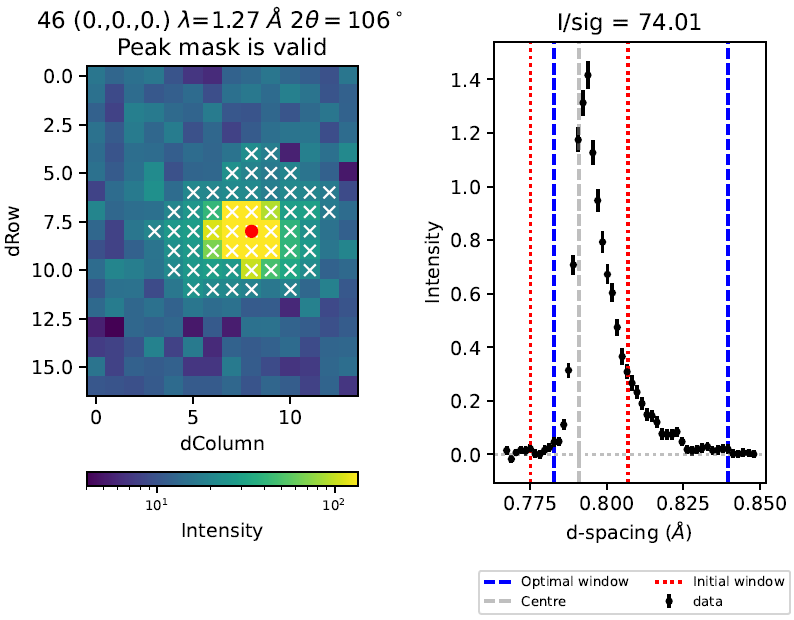 46 (0.,0.,0.) λ=1.27 Å 2θ = 106°
Peak mask is valid
I/sig = 74.01
0.0
2.5
5.0
7.5
10.0
12.5
15.0
dRow
0
5
10
dColumn
10¹
10²
Intensity
1.4
1.2
1.0
0.8
0.6
0.4
0.2
0.0
Intensity
0.775
0.800
0.825
0.850
d-spacing (Å)
Optimal window
Centre
Initial window
data